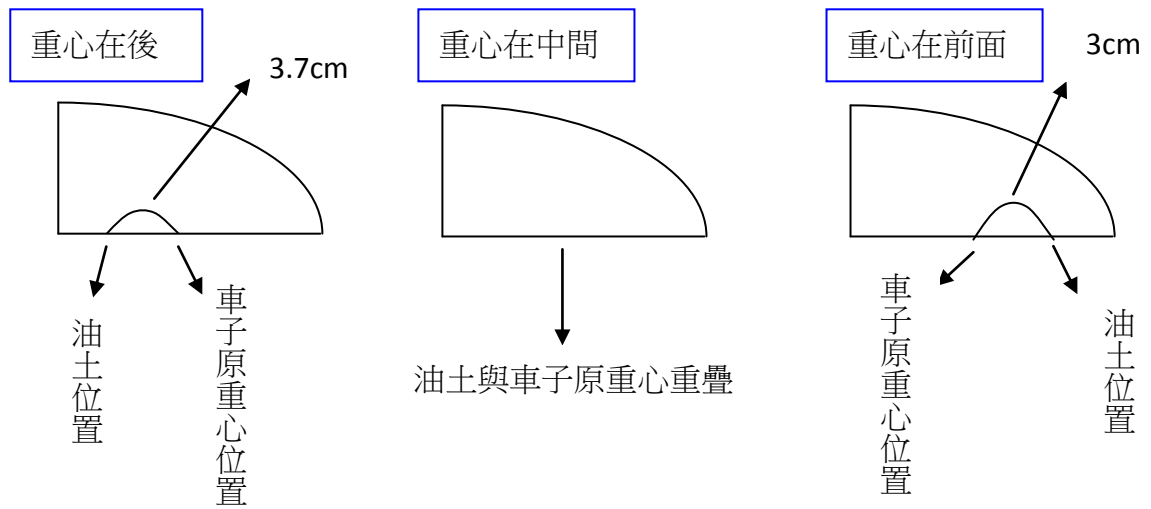 重心在後
3.7cm
油土位置
車子原重心位置
重心在中間
油土與車子原重心重疊
重心在前面
3cm
車子原重心位置
油土位置